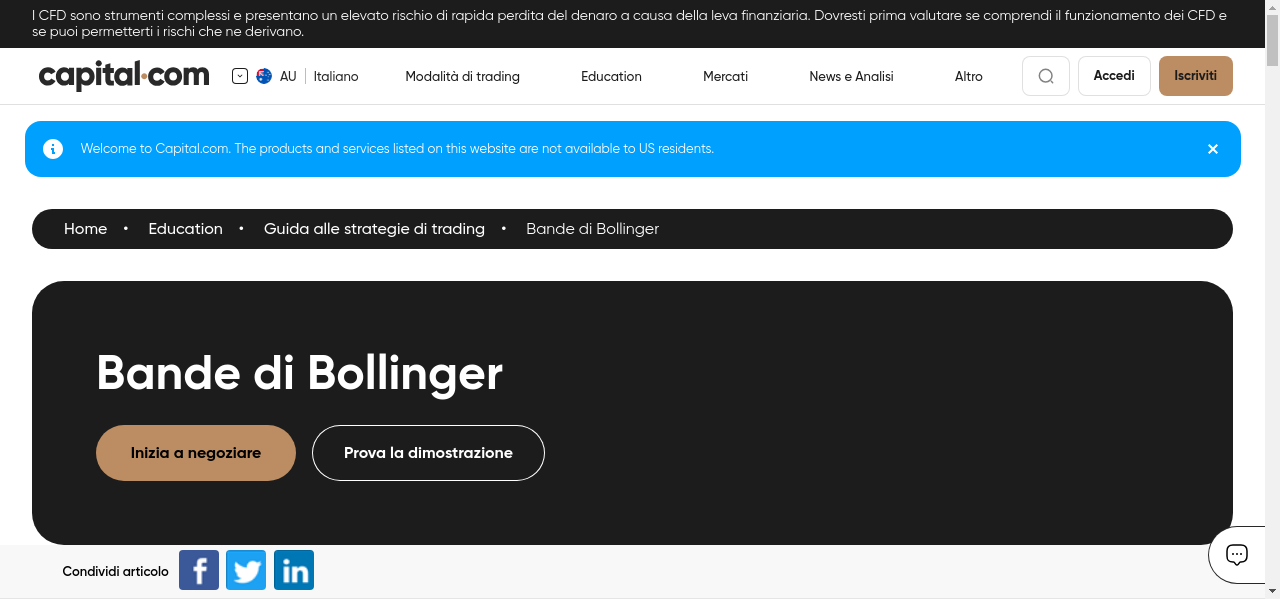 I CFD sono strumenti complessi e presentano un elevato rischio di rapida perdita del denaro a causa della leva finanziaria. Dovresti prima valutare se comprendi il funzionamento dei CFD e
se puoi permetterti i rischi che ne derivano.
capital.com
AU
Italiano
Modalità di trading
Education
Mercati
News e Analisi
Altro
Accedi
Iscriviti
Welcome to Capital.com. The products and services listed on this website are not available to US residents.
Home • Education • Guida alle strategie di trading • Bande di Bollinger
Bande di Bollinger
Inizia a negoziare
Prova la dimostrazione
Condividi articolo